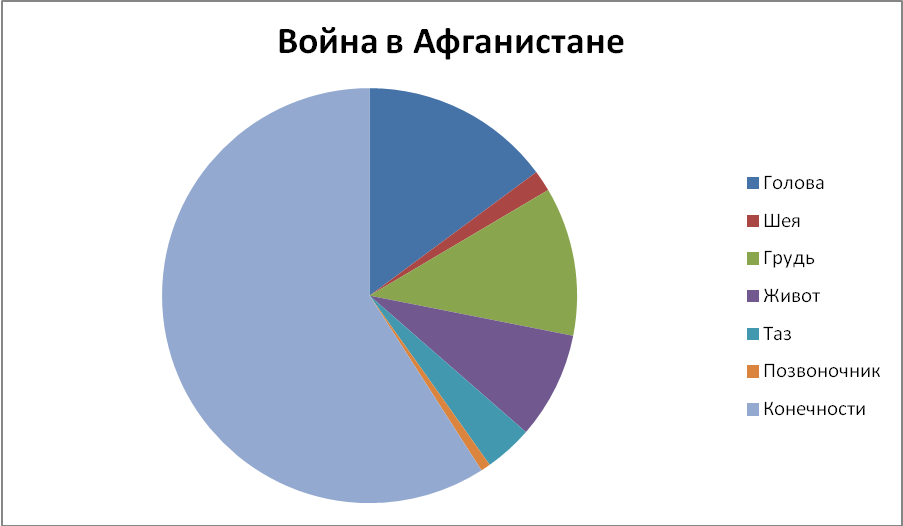 Война в Афганистане
Голова
Шея
Грудь
Живот
Таз
Позвоночник
Конечности